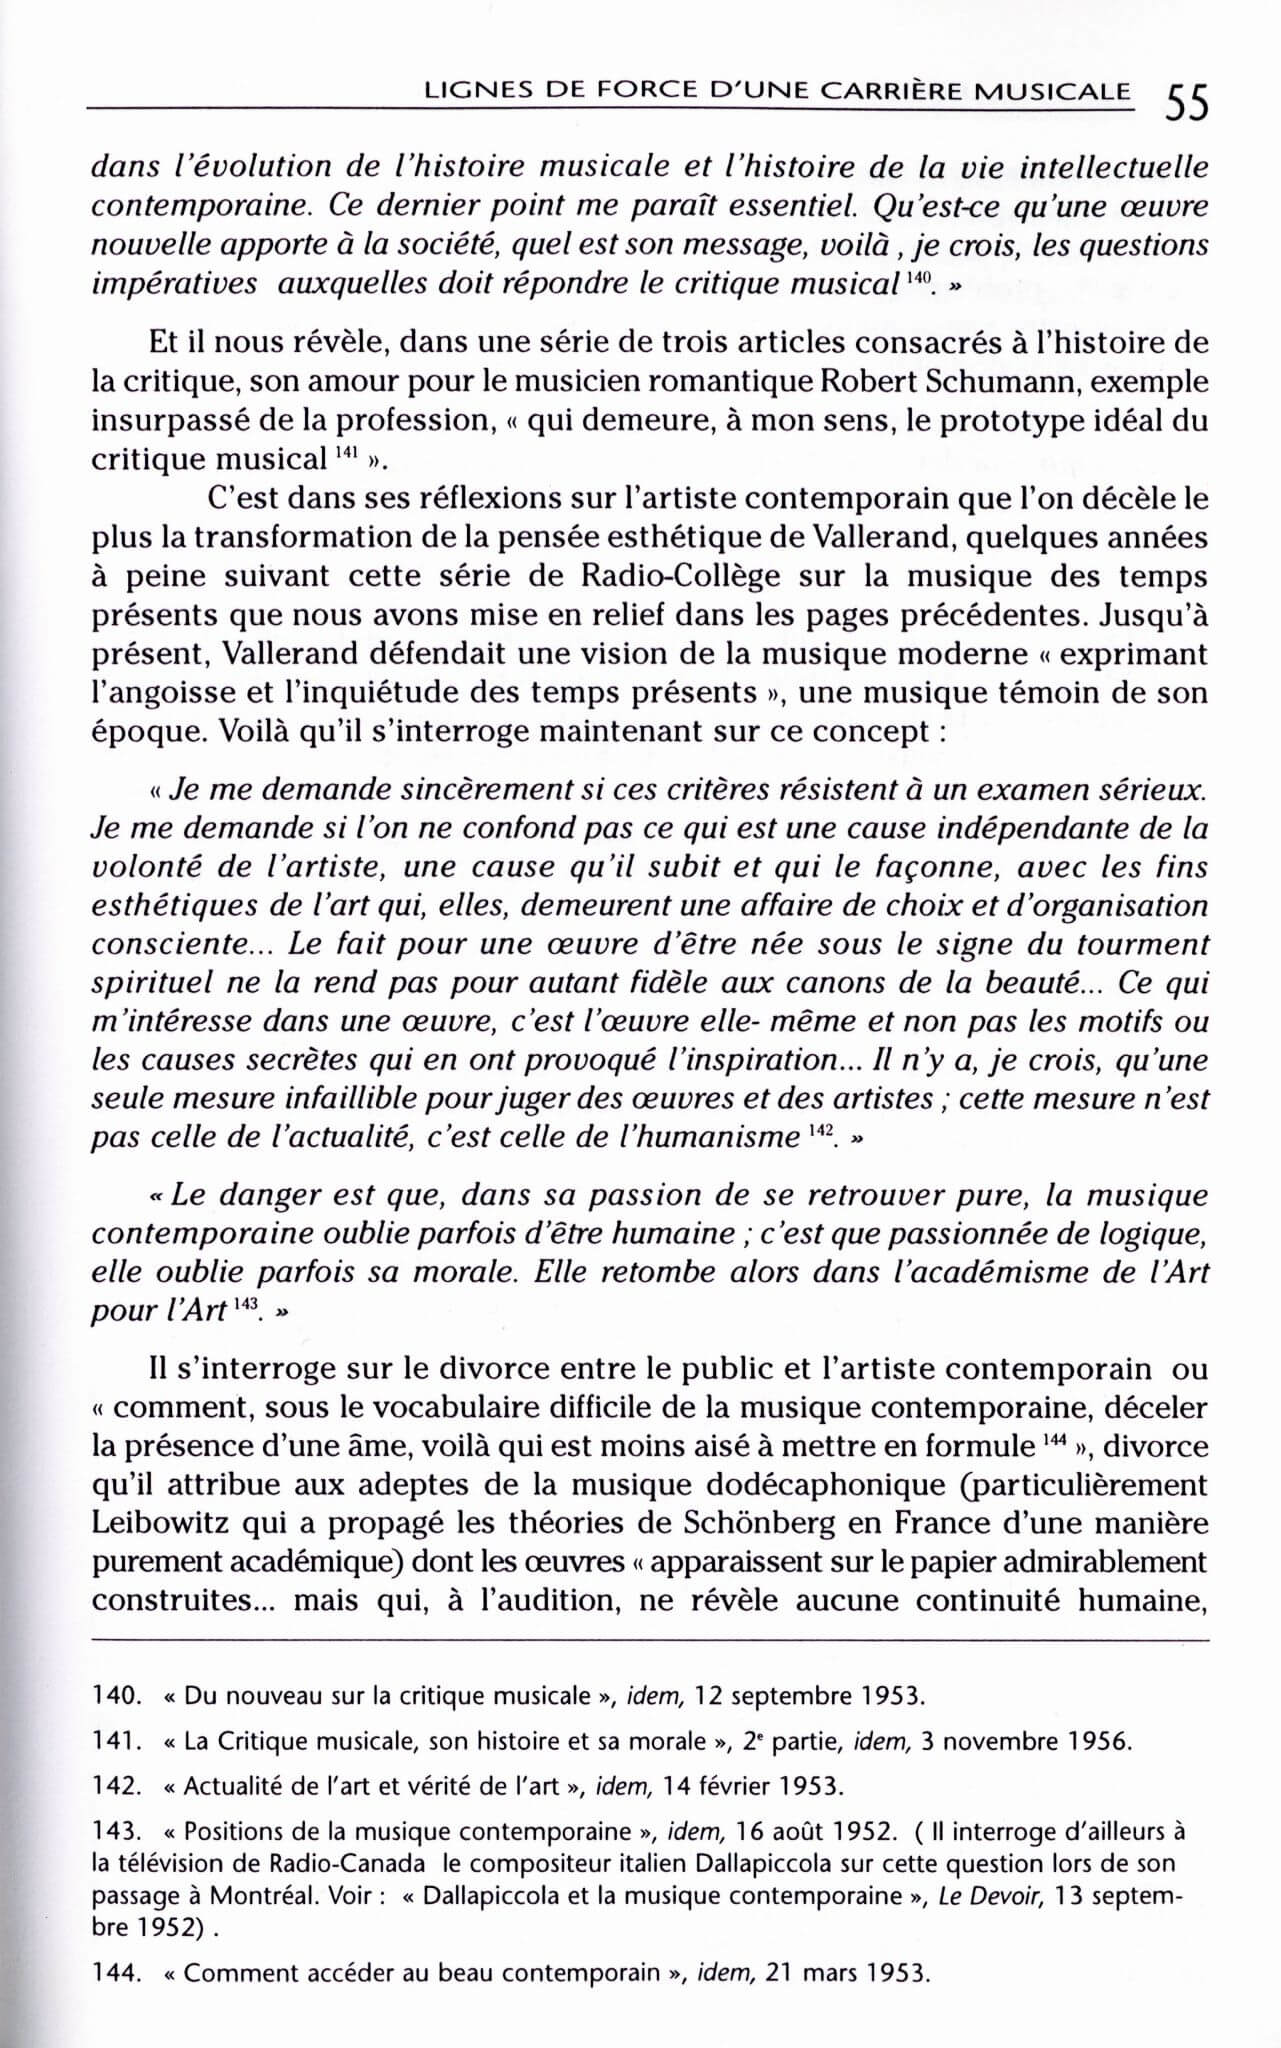 LIGNES DE FORCE D'UNE CARRIÈRE MUSICALE 55
dans l'évolution de l'histoire musicale et l'histoire de la vie intellectuelle
contemporaine. Ce dernier point me paraît essentiel. Qu'est-ce qu'une œuvre
nouvelle apporte à la société, quel est son message, voilà , je crois, les questions
impératives auxquelles doit répondre le critique musical 140. »
Et il nous révèle, dans une série de trois articles consacrés à l'histoire de
la critique, son amour pour le musicien romantique Robert Schumann, exemple
insurpassé de la profession, « qui demeure, à mon sens, le prototype idéal du
critique musical 141 ».
C'est dans ses réflexions sur l'artiste contemporain que l'on décèle le
plus la transformation de la pensée esthétique de Vallerand, quelques années
à peine suivant cette série de Radio-Collège sur la musique des temps
présents que nous avons mise en relief dans les pages précédentes. Jusqu'à
présent, Vallerand défendait une vision de la musique moderne « exprimant
l'angoisse et l'inquiétude des temps présents », une musique témoin de son
époque. Voilà qu'il s'interroge maintenant sur ce concept :
« Je me demande sincèrement si ces critères résistent à un examen sérieux.
Je me demande si l'on ne confond pas ce qui est une cause indépendante de la
volonté de l'artiste, une cause qu'il subit et qui le façonne, avec les fins
esthétiques de l'art qui, elles, demeurent une affaire de choix et d'organisation
consciente... Le fait pour une œuvre d'être née sous le signe du tourment
spirituel ne la rend pas pour autant fidèle aux canons de la beauté... Ce qui
m'intéresse dans une œuvre, c'est l'œuvre elle- même et non pas les motifs ou
les causes secrètes qui en ont provoqué l'inspiration... Il n'y a, je crois, qu'une
seule mesure infaillible pour juger des œuvres et des artistes ; cette mesure n'est
pas celle de l'actualité, c'est celle de l'humanisme 142. »
« Le danger est que, dans sa passion de se retrouver pure, la musique
contemporaine oublie parfois d'être humaine ; c'est que passionnée de logique,
elle oublie parfois sa morale. Elle retombe alors dans l'académisme de l'Art
pour l'Art 143. »
Il s'interroge sur le divorce entre le public et l'artiste contemporain ou
« comment, sous le vocabulaire difficile de la musique contemporaine, déceler
la présence d'une âme, voilà qui est moins aisé à mettre en formule 144 », divorce
qu'il attribue aux adeptes de la musique dodécaphonique (particulièrement
Leibowitz qui a propagé les théories de Schönberg en France d'une manière
purement académique) dont les œuvres « apparaissent sur le papier admirablement
construites... mais qui, à l'audition, ne révèle aucune continuité humaine,
140. « Du nouveau sur la critique musicale », idem, 12 septembre 1953.
141. « La Critique musicale, son histoire et sa morale », 2e partie, idem, 3 novembre 1956.
142. « Actualité de l'art et vérité de l'art », idem, 14 février 1953.
143. « Positions de la musique contemporaine », idem, 16 août 1952. ( Il interroge d'ailleurs à
la télévision de Radio-Canada le compositeur italien Dallapiccola sur cette question lors de son
passage à Montréal. Voir : « Dallapiccola et la musique contemporaine », Le Devoir, 13 septem-
bre 1952) .
144. « Comment accéder au beau contemporain », idem, 21 mars 1953.